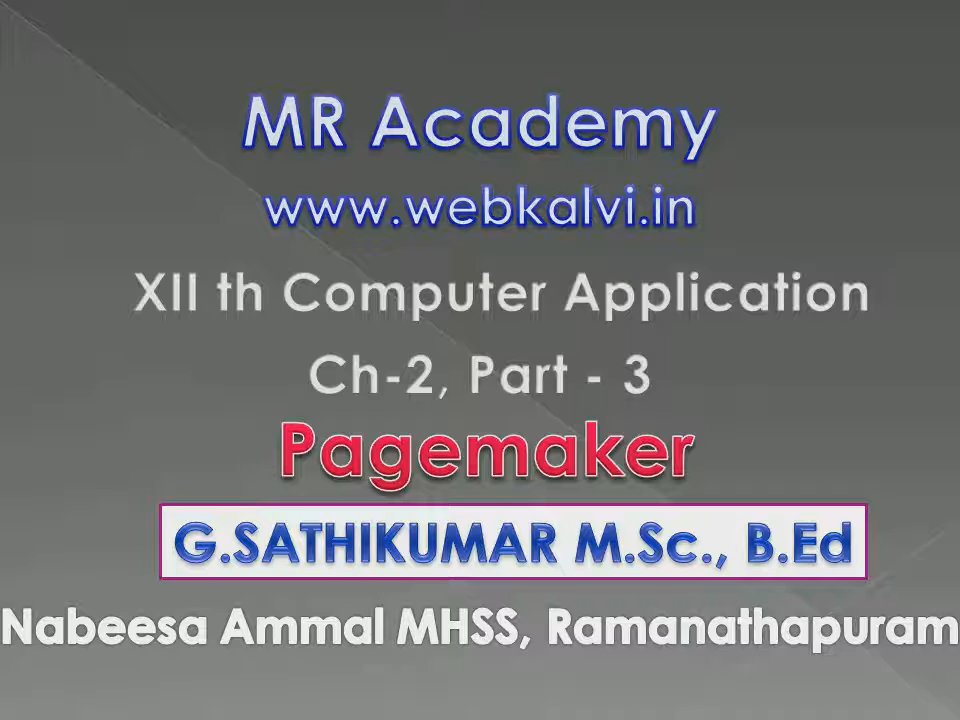 MR Academy
www.webkalvi.in
XII th Computer Application
Ch-2, Part - 3
Pagemaker
G.SATHIKUMAR M.Sc., B.Ed
Nabeesa Ammal MHSS, Ramanathapuram